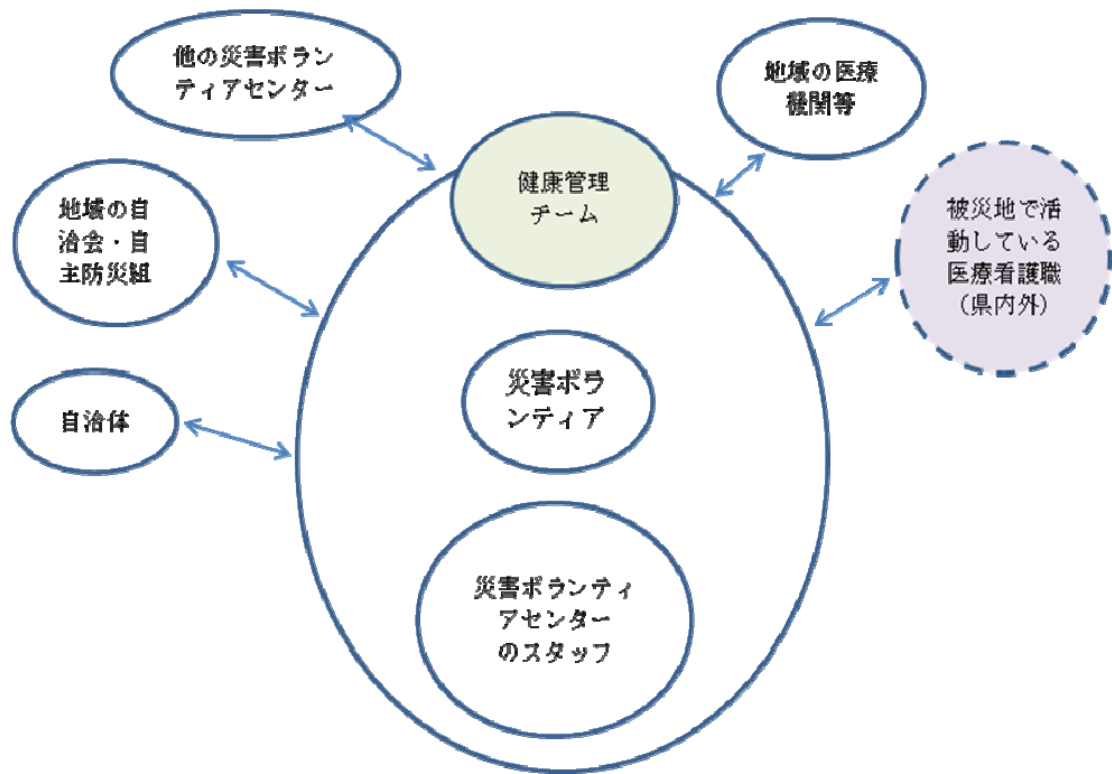 他の災害ボラン
ティアセンター
地域の医療
機関等
健康管理
チーム
地域の自
治会・自
主防災組
被災地で活
動している
医療看護職
（県内外）
災害ボラ
ンティア
自治体
災害ボランティ
アセンター
のスタッフ